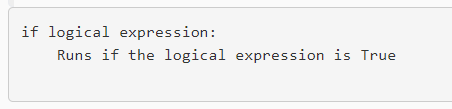 if logical expression:
    Runs if the logical expression is True